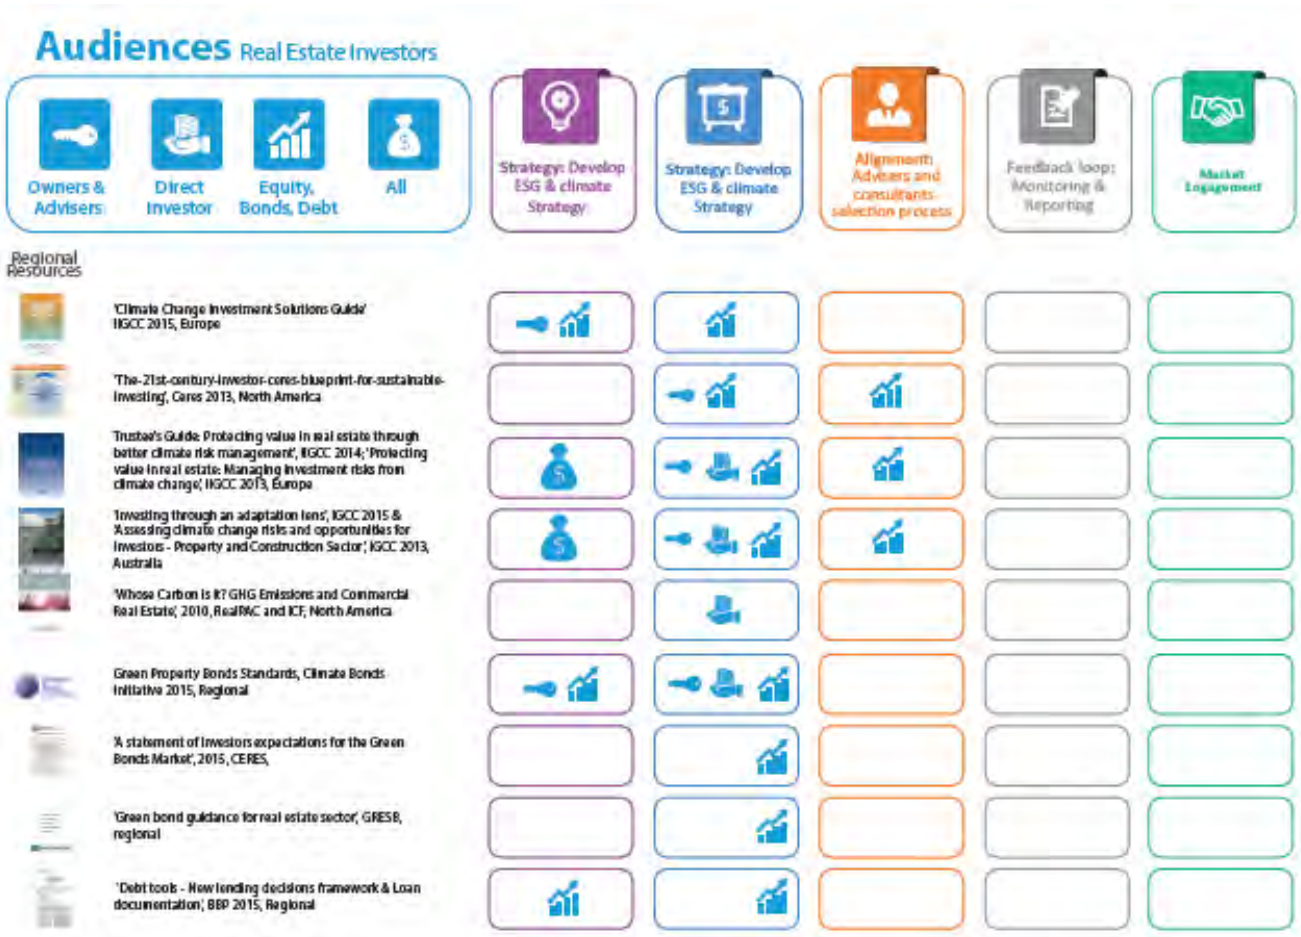 Audiences Real Estate Investors
Owners &
Advisers
Direct
Investor
Equity,
Bonds, Debt
All
Strategy: Develop
ESG & climate
Strategy
Strategy: Develop
ESG & climate
Strategy
Alignment:
Advisers and
consultants
selection process
Feedback loop:
Monitoring &
Reporting
Market
Engagement
Regional
Resources
'Climate Change Investment Solutions Guide'
IIGCC 2015, Europe
'The-21st-century-investor-ceres-blueprint-for-sustainable-
investing', Ceres 2013, North America
Trustee's Guide: Protecting value in real estate through
better climate risk management', IIGCC 2014; 'Protecting
value in real estate: Managing investment risks from
climate change', IIGCC 2013, Europe
'Investing through an adaptation lens', IGCC 2015 &
'Assessing climate change risks and opportunities for
Investors - Property and Construction Sector', IGCC 2013,
Australia
'Whose Carbon is it? GHG Emissions and Commercial
Real Estate', 2010, RealPAC and ICF, North America
Green Property Bonds Standards, Climate Bonds
Initiative 2015, Regional
'A statement of Investors expectations for the Green
Bonds Market', 2015, CERES,
'Green bond guidance for real estate sector', GRESB,
regional
'Debt tools - New lending decisions framework & Loan
documentation', BBP 2015, Regional